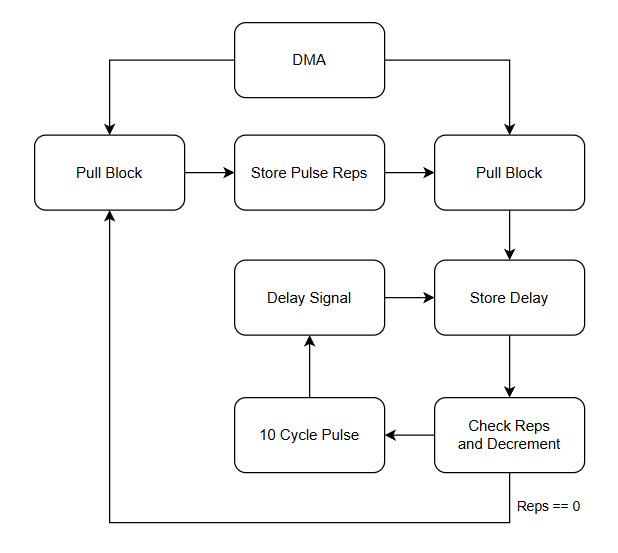 DMA
Pull Block
Store Pulse Reps
Pull Block
Delay Signal
Store Delay
10 Cycle Pulse
Check Reps
and Decrement
Reps == 0